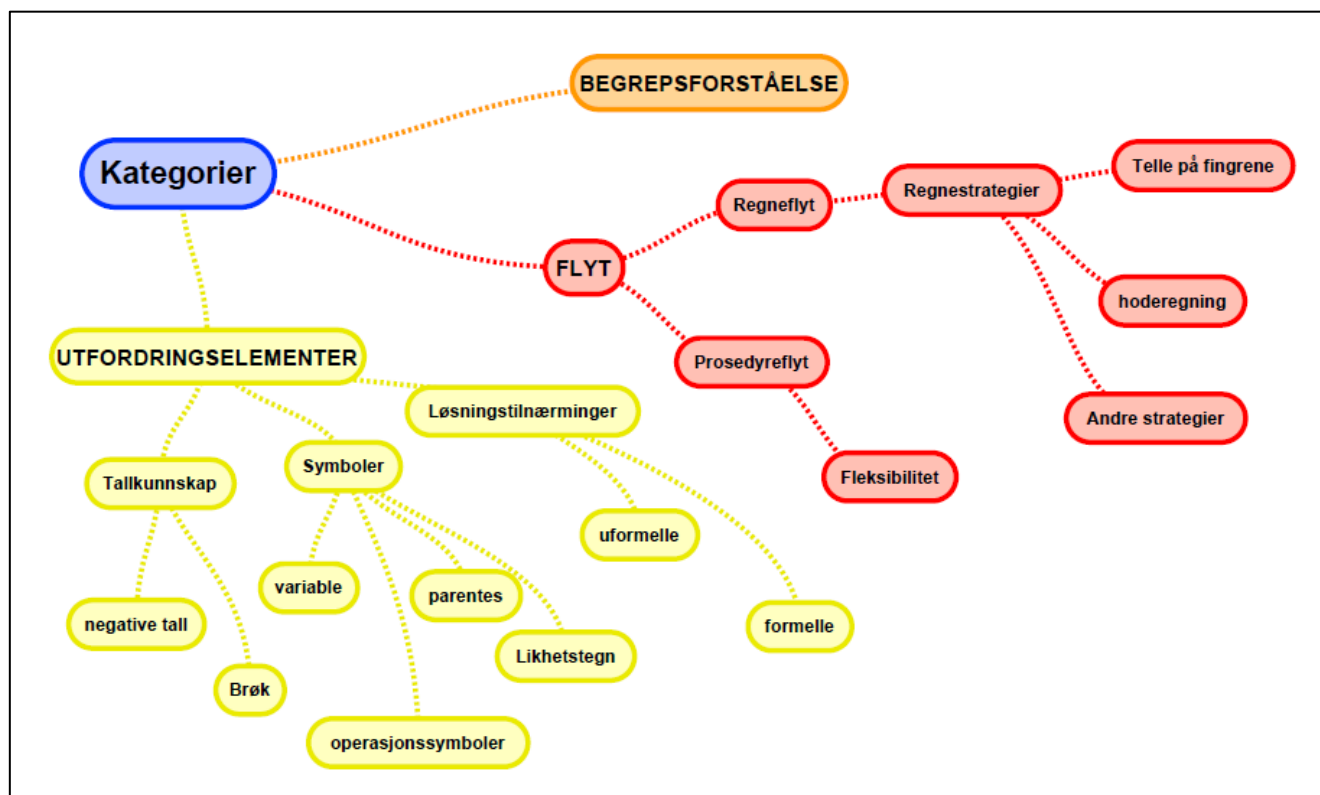 BEGREPSFORSTÅELSE
Kategorier
Telle på fingrene
Regnestrategier
Regneflyt
FLYT
hoderegning
Prosedyreflyt
Andre strategier
Fleksibilitet
UTFORDRINGSELEMENTER
Løsningstilnærminger
Symboler
Tallkunnskap
uformelle
variable
parentes
negative tall
formelle
Likhetstegn
Brøk
operasjonssymboler